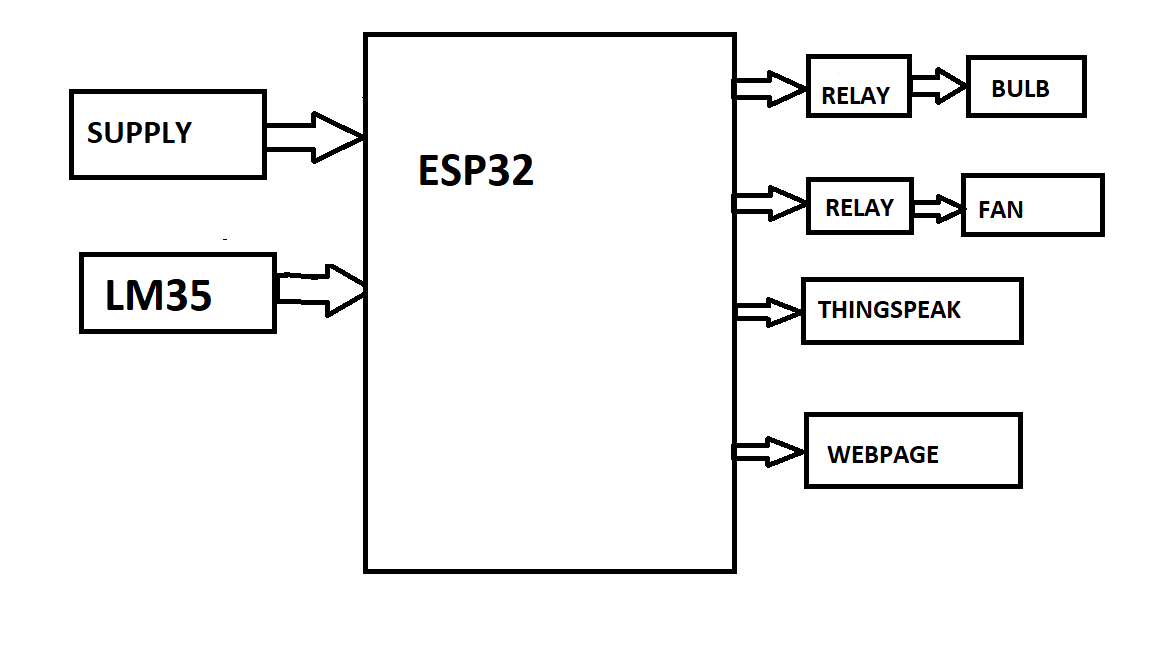 SUPPLY
LM35
ESP32
RELAY
BULB
RELAY
FAN
THINGSPEAK
WEBPAGE